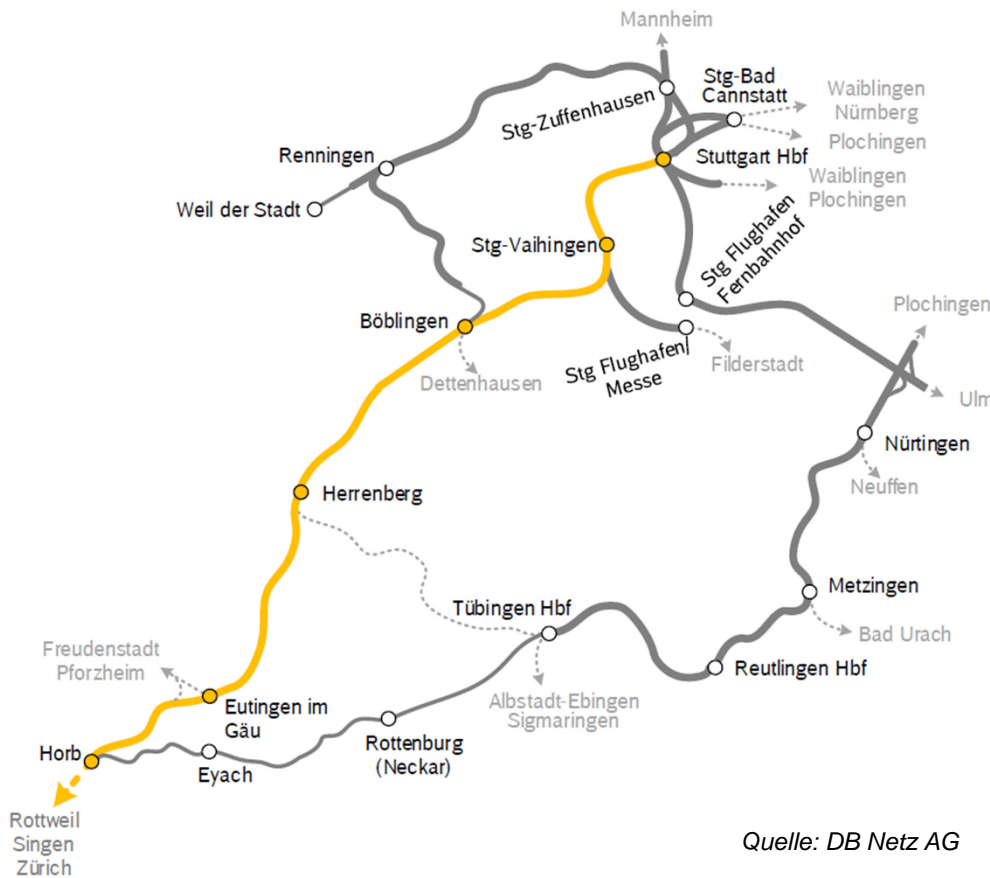 Mannheim
Stg-Bad
Cannstatt
Waiblingen
Nürnberg
Plochingen
Stg-Zuffenhausen
Stuttgart Hbf
Waiblingen
Plochingen
Renningen
Weil der Stadt
Stg-Vaihingen
Stg Flughafen
Fernbahnhof
Plochingen
Böblingen
Dettenhausen
Stg Flughafen/
Messe
Filderstadt
Ulm
Nürtingen
Neuffen
Herrenberg
Metzingen
Tübingen Hbf
Bad Urach
Freudenstadt
Pforzheim
Reutlingen Hbf
Eutingen im
Gäu
Albstadt-Ebingen
Sigmaringen
Horb
Eyach
Rottenburg
(Neckar)
Rottweil
Singen
Zürich
Quelle: DB Netz AG